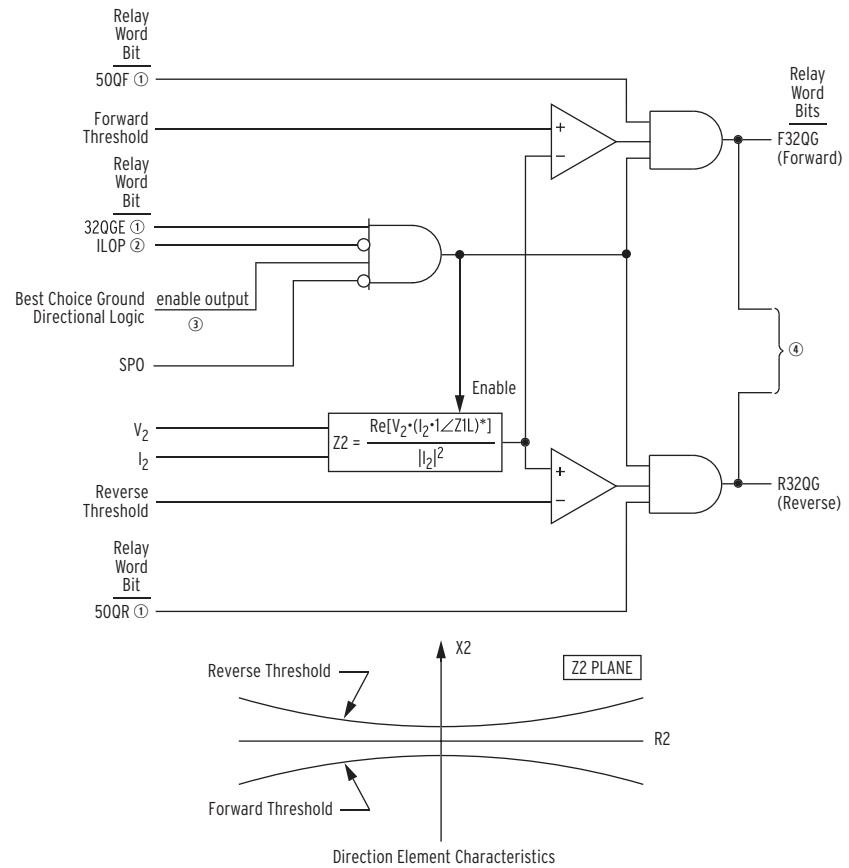 Relay
Word
Bit
50QF ①
Forward
Threshold
+
−
Relay
Word
Bits
F32QG
(Forward)
Relay
Word
Bit
32QGE ①
ILOP ②
Best Choice Ground
Directional Logic
enable output
③
SPO
④
Enable
V₂
I₂
Z2 = Re[V₂•(I₂•1∠Z1L)*]
|I₂|²
+
−
Reverse
Threshold
R32QG
(Reverse)
Relay
Word
Bit
50QR ①
X2
Z2 PLANE
Reverse Threshold
R2
Forward Threshold
Direction Element Characteristics